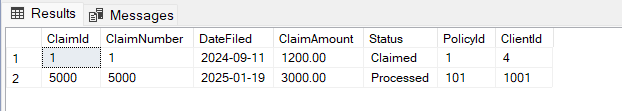 Results Messages
ClaimId ClaimNumber DateFiled ClaimAmount Status PolicyId ClientId
1 1 1 2024-09-11 1200.00 Claimed 1 4
2 5000 5000 2025-01-19 3000.00 Processed 101 1001